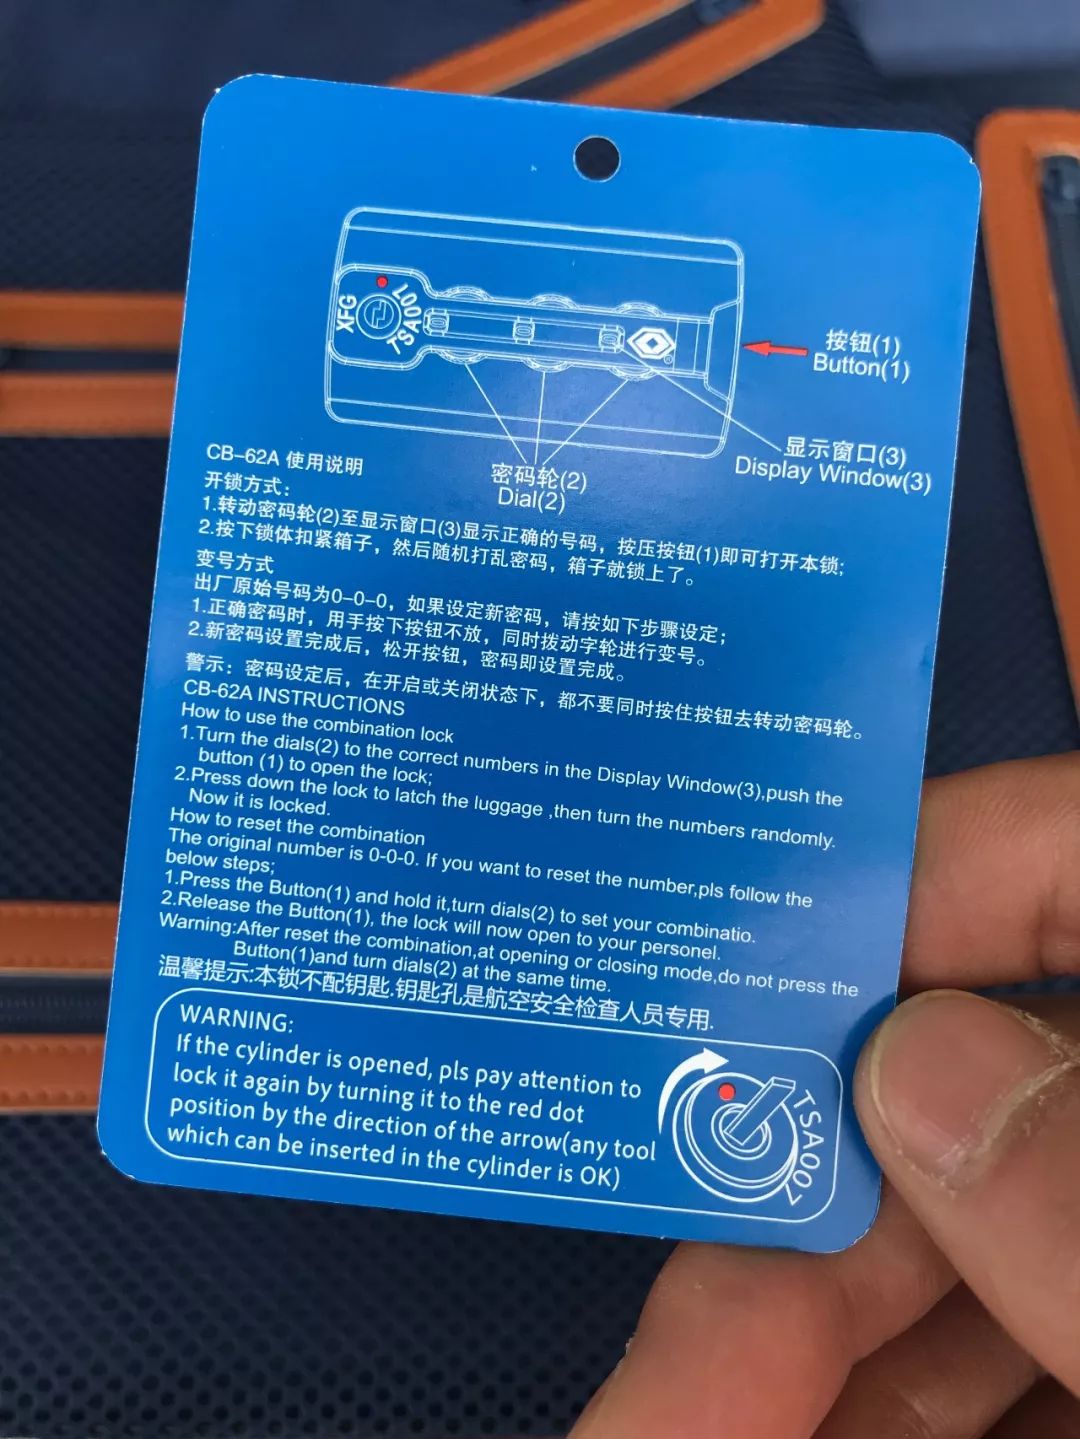 XFG
TSA007
按钮(1)
Button(1)
显示窗口(3)
Display Window(3)
密码轮(2)
Dial(2)
CB-62A 使用说明
开锁方式：
1.转动密码轮(2)至显示窗口(3)显示正确的号码，按压按钮(1)即可打开本锁;
2.按下锁体扣紧箱子，然后随机打乱密码，箱子就锁上了。
变号方式
出厂原始号码为0-0-0，如果设定新密码，请按如下步骤设定；
1.正确密码时，用手按下按钮不放，同时拨动字轮进行变号。
2.新密码设置完成后，松开按钮，密码即设置完成。
警示：密码设定后，在开启或关闭状态下，都不要同时按住按钮去转动密码轮。
CB-62A INSTRUCTIONS
How to use the combination lock
1.Turn the dials(2) to the correct numbers in the Display Window(3),push the
button (1) to open the lock;
2.Press down the lock to latch the luggage ,then turn the numbers randomly.
Now it is locked.
How to reset the combination
The original number is 0-0-0. If you want to reset the number,pls follow the
below steps;
1.Press the Button(1) and hold it,turn dials(2) to set your combinatio.
2.Release the Button(1), the lock will now open to your personel.
Warning:After reset the combination,at opening or closing mode,do not press the
Button(1)and turn dials(2) at the same time.
温馨提示:本锁不配钥匙.钥匙孔是航空安全检查人员专用.
WARNING:
If the cylinder is opened, pls pay attention to
lock it again by turning it to the red dot
position by the direction of the arrow(any tool
which can be inserted in the cylinder is OK)
TSA007